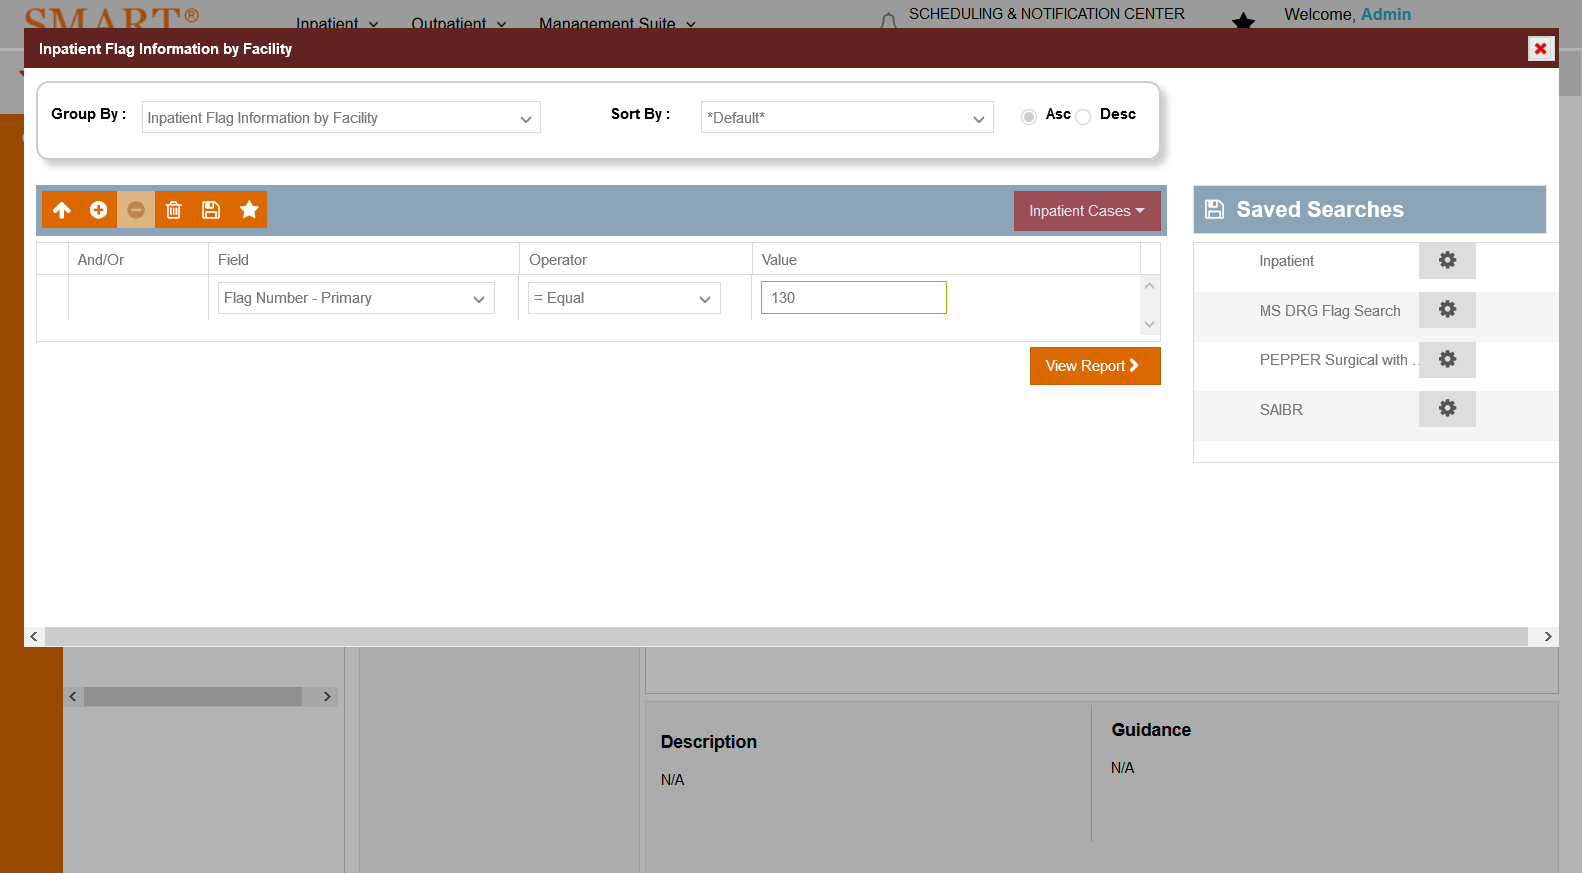 SMART®
Inpatient
Outpatient
Management Suite
SCHEDULING & NOTIFICATION CENTER
Welcome, Admin
Inpatient Flag Information by Facility
Group By :
Inpatient Flag Information by Facility
Sort By :
*Default*
Asc
Desc
Inpatient Cases
Saved Searches
And/Or
Field
Operator
Value
Flag Number - Primary
= Equal
130
View Report
Inpatient
MS DRG Flag Search
PEPPER Surgical with ..
SAIBR
Description
N/A
Guidance
N/A